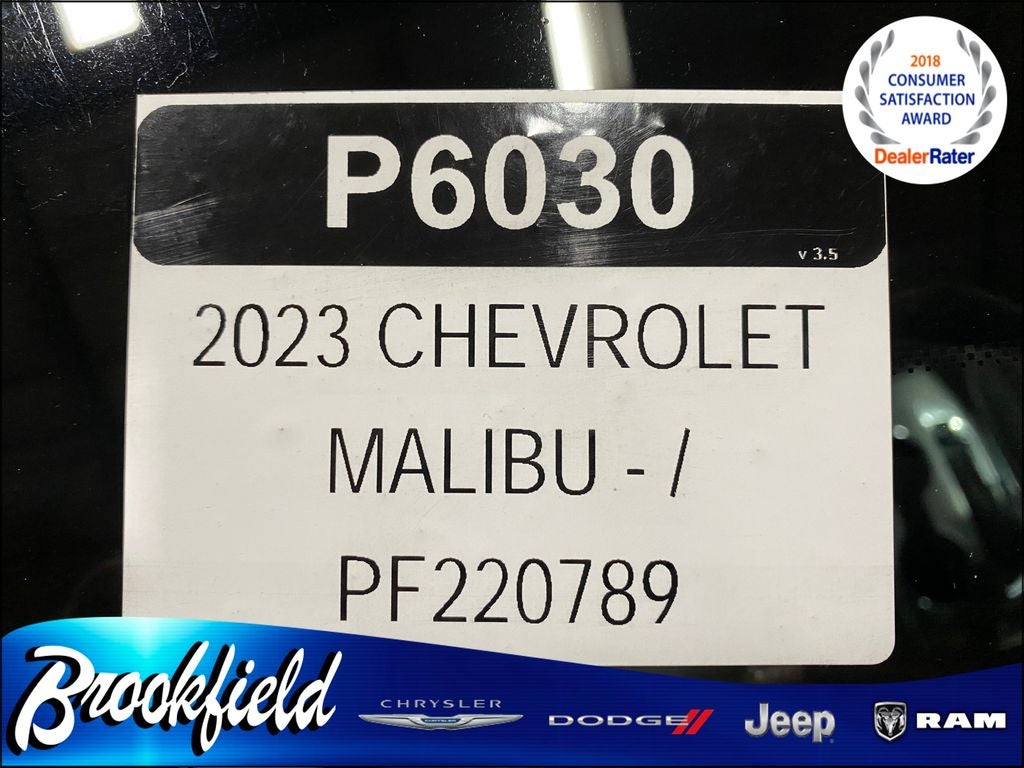 2018
CONSUMER
SATISFACTION
AWARD
DealerRater
P6030
v 3.5
2023 CHEVROLET
MALIBU - /
PF220789
Brookfield
CHRYSLER
DODGE
Jeep
RAM